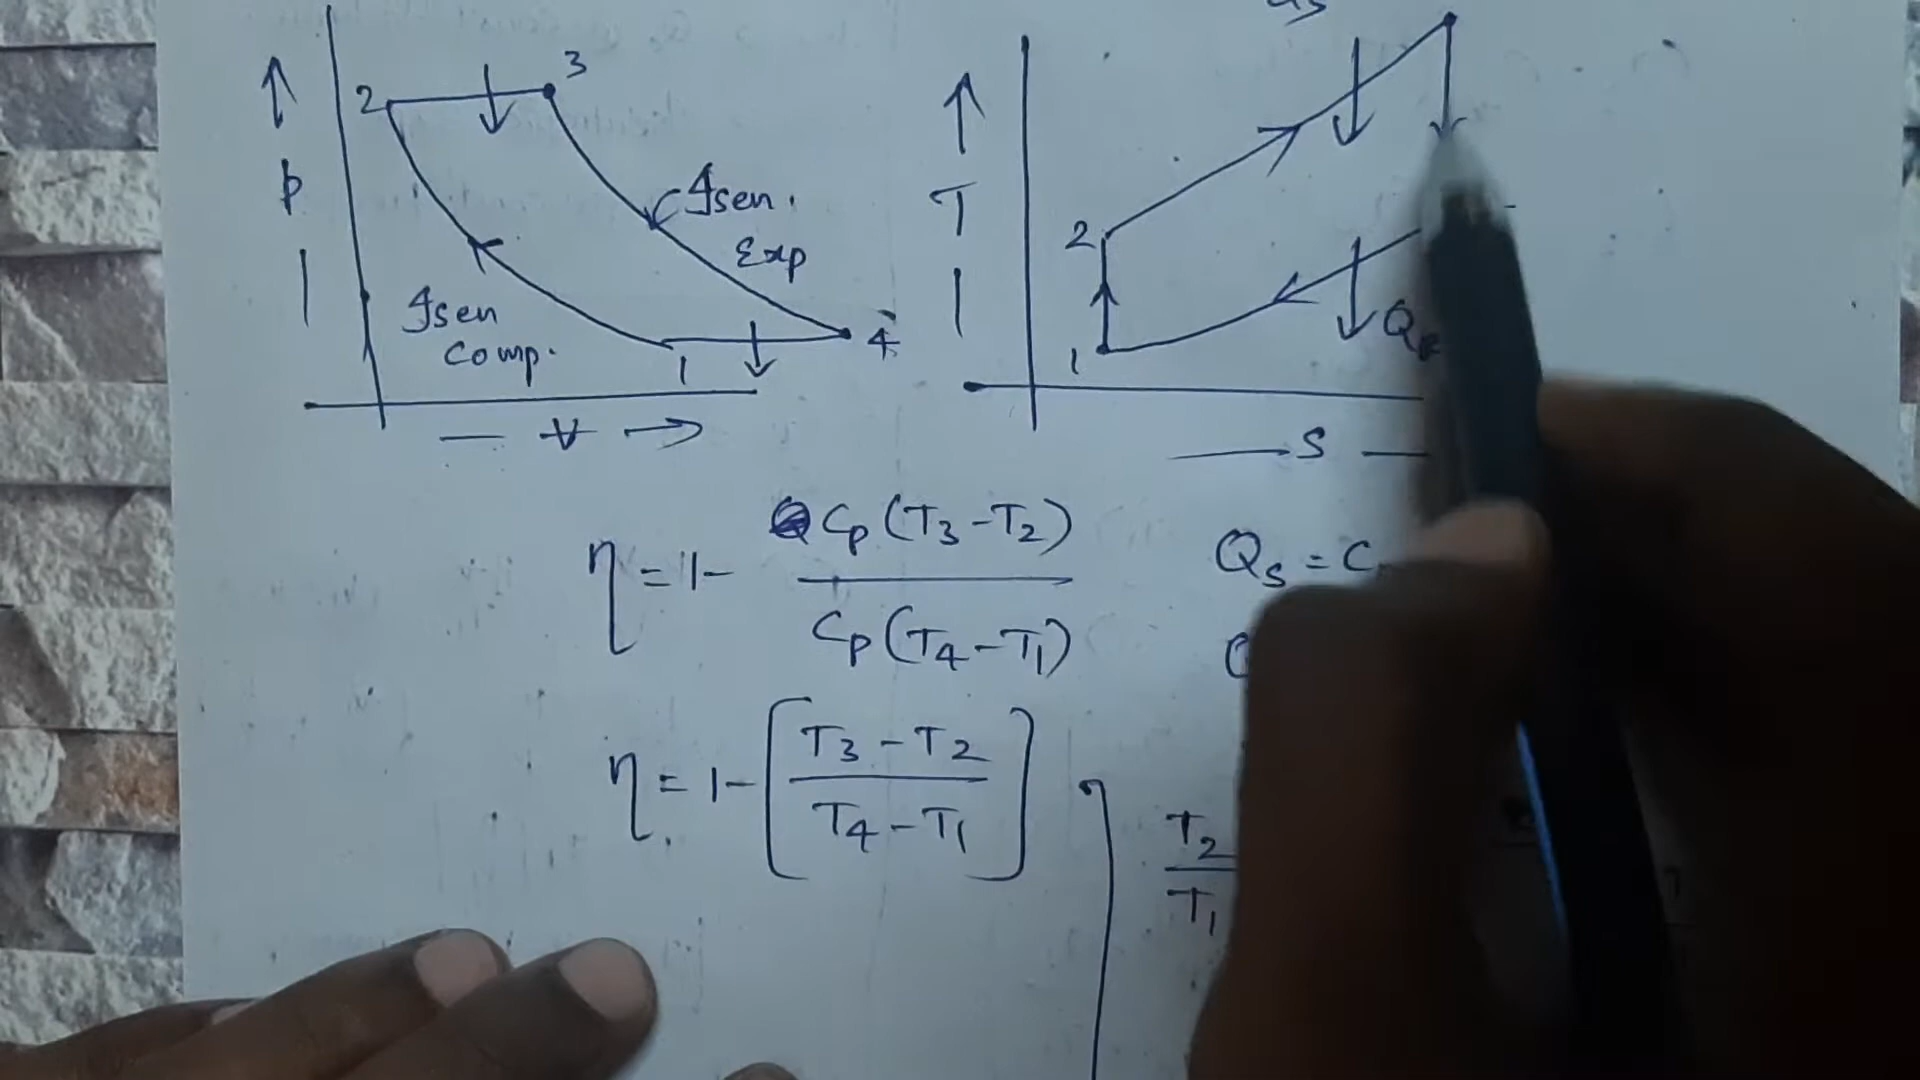 2 3
P
Isen.
Exp
Isen
Comp.
1 4
V
T
2
1
Q
S
η = 1 - Cp (T3 - T2)
Cp (T4 - T1)
Qs = C
η = 1 - [T3 - T2]
T4 - T1
T2
T1